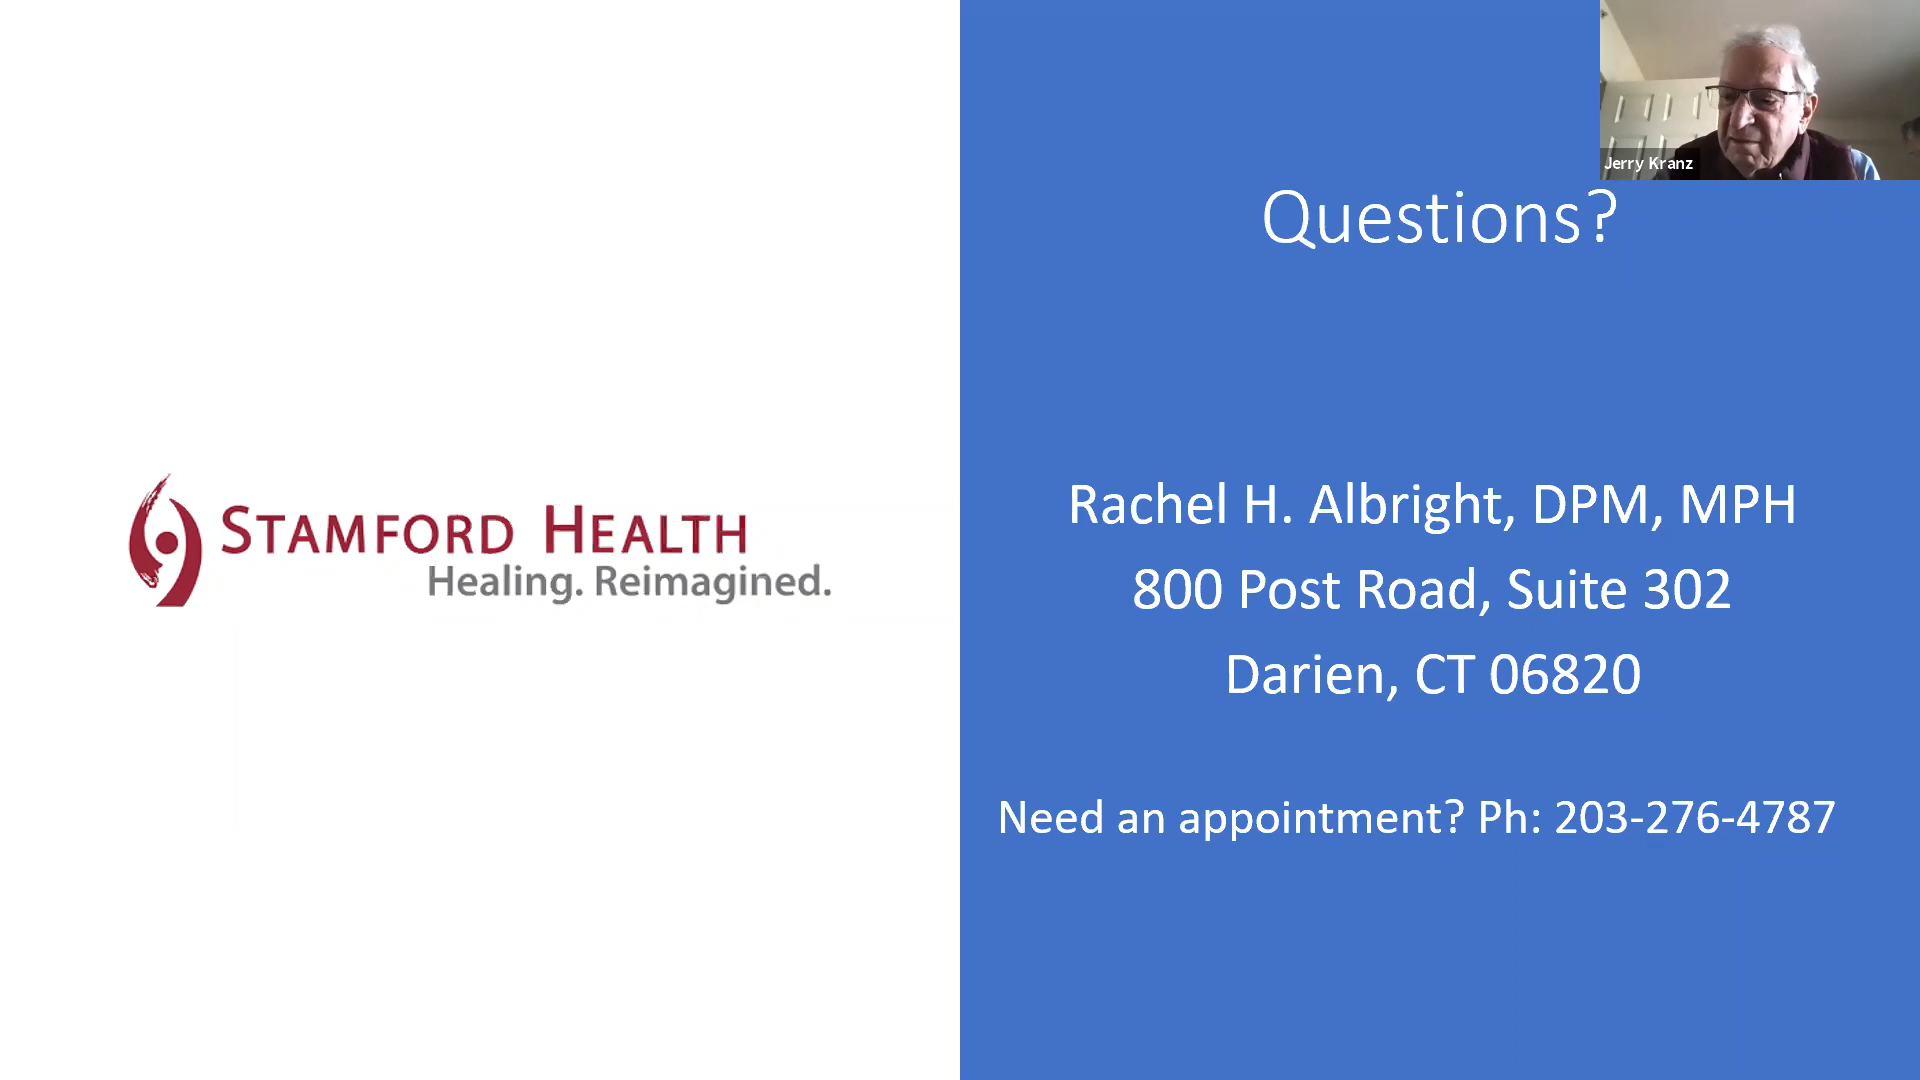 Jerry Kranz
Questions?
STAMFORD HEALTH
Healing. Reimagined.
Rachel H. Albright, DPM, MPH
800 Post Road, Suite 302
Darien, CT 06820
Need an appointment? Ph: 203-276-4787